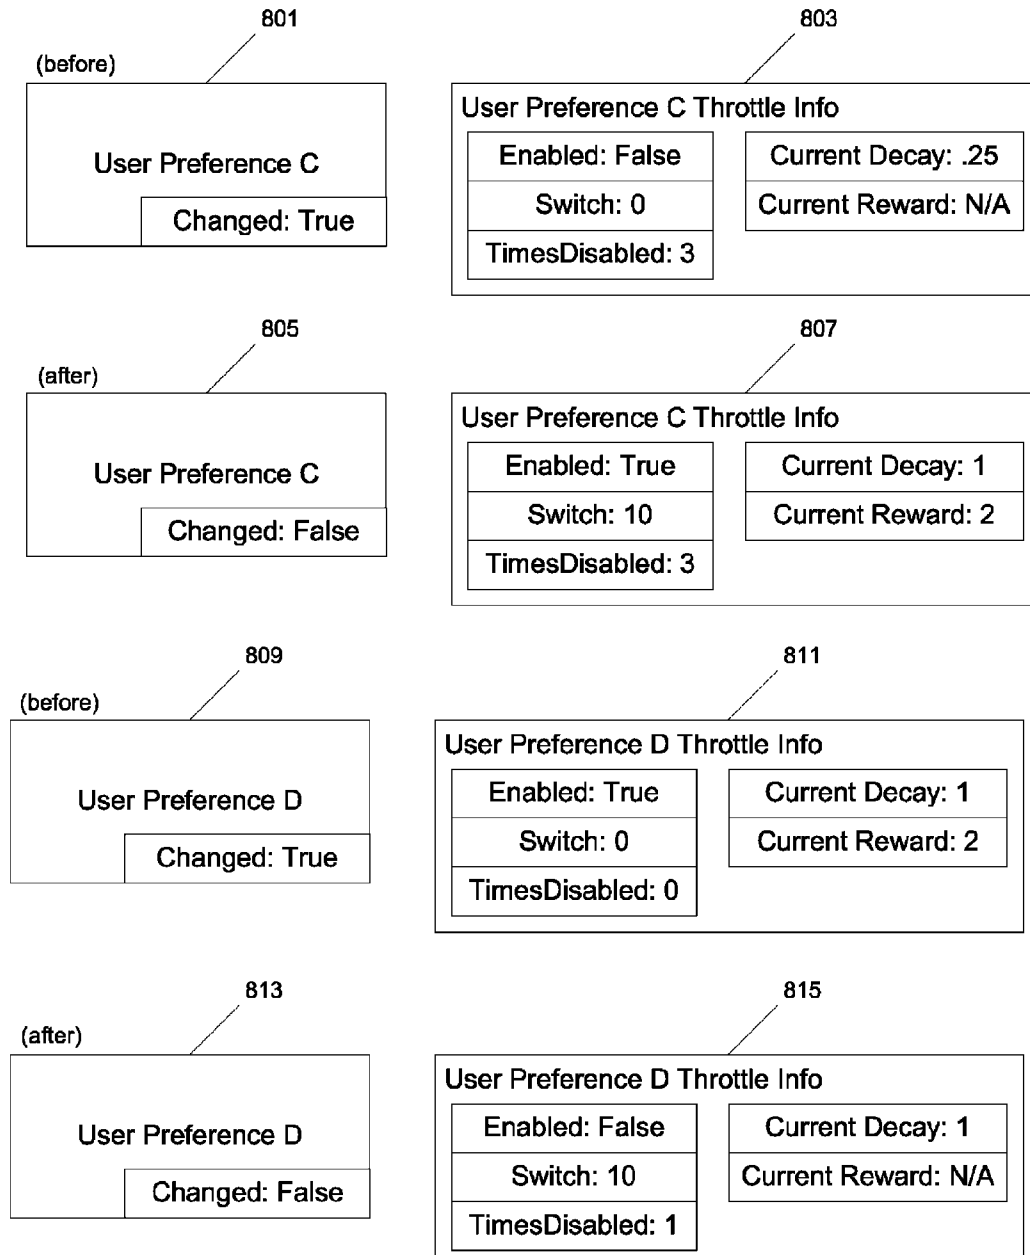 801
803
(before)
User Preference C
Changed: True
User Preference C Throttle Info
Enabled: False
Switch: 0
TimesDisabled: 3
Current Decay: .25
Current Reward: N/A
805
807
(after)
User Preference C
Changed: False
User Preference C Throttle Info
Enabled: True
Switch: 10
TimesDisabled: 3
Current Decay: 1
Current Reward: 2
809
811
(before)
User Preference D
Changed: True
User Preference D Throttle Info
Enabled: True
Switch: 0
TimesDisabled: 0
Current Decay: 1
Current Reward: 2
813
815
(after)
User Preference D
Changed: False
User Preference D Throttle Info
Enabled: False
Switch: 10
TimesDisabled: 1
Current Decay: 1
Current Reward: N/A